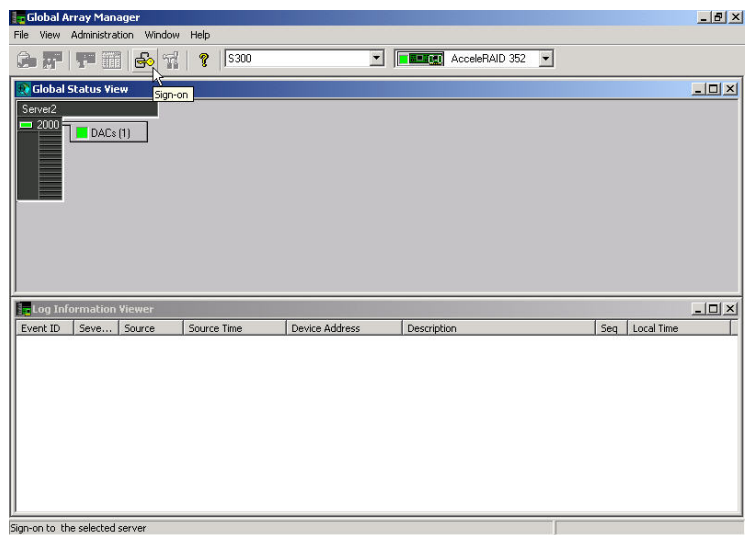 Global Array Manager
File View Administration Window Help
S300
AcceleRAID 352
Global Status View
Sign-on
Server2
2000
DACs (1)
Log Information Viewer
Event ID Seve... Source Source Time Device Address Description Seq Local Time
Sign-on to the selected server